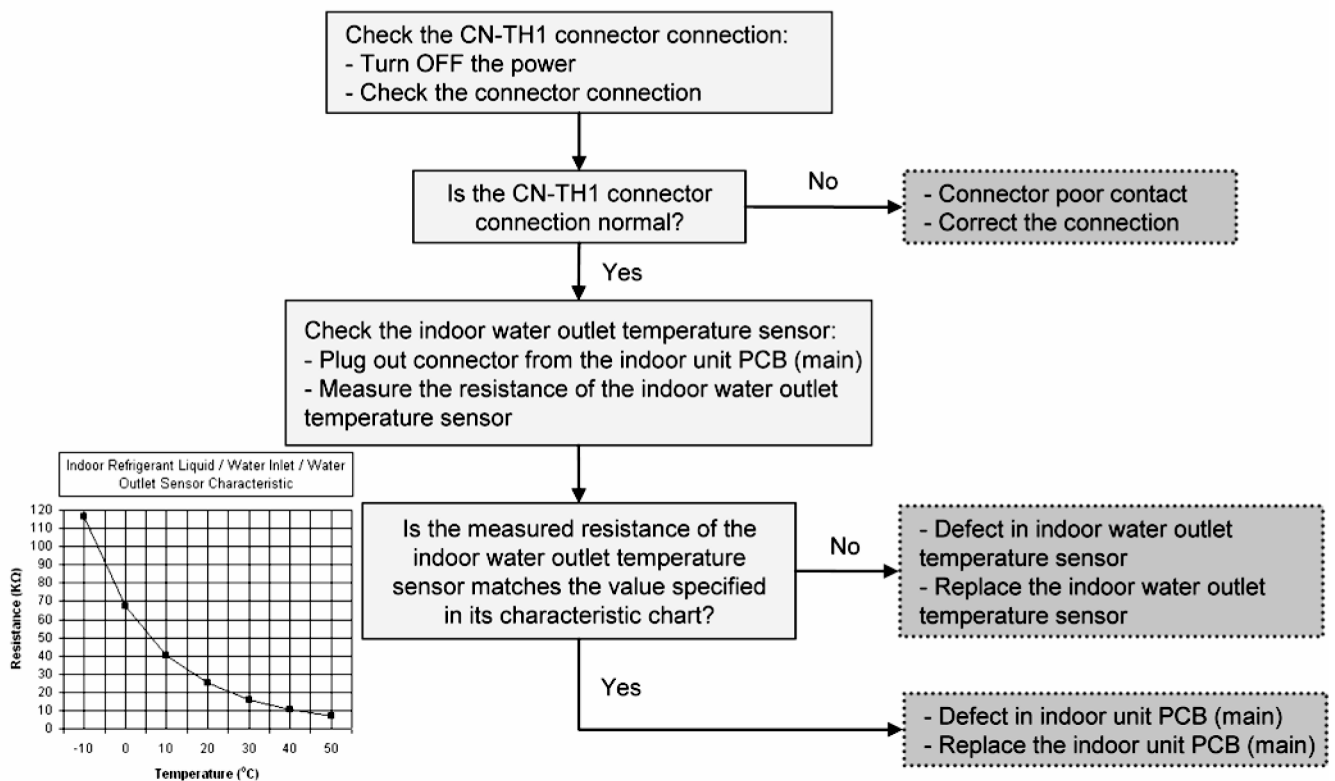 Check the CN-TH1 connector connection:
- Turn OFF the power
- Check the connector connection
Is the CN-TH1 connector
connection normal?
No
- Connector poor contact
- Correct the connection
Yes
Check the indoor water outlet temperature sensor:
- Plug out connector from the indoor unit PCB (main)
- Measure the resistance of the indoor water outlet
temperature sensor
Indoor Refrigerant Liquid / Water Inlet / Water
Outlet Sensor Characteristic
Resistance (KΩ)
120
110
100
90
80
70
60
50
40
30
20
10
0
-10 0 10 20 30 40 50
Temperature (°C)
Is the measured resistance of the
indoor water outlet temperature
sensor matches the value specified
in its characteristic chart?
No
- Defect in indoor water outlet
temperature sensor
- Replace the indoor water outlet
temperature sensor
Yes
- Defect in indoor unit PCB (main)
- Replace the indoor unit PCB (main)